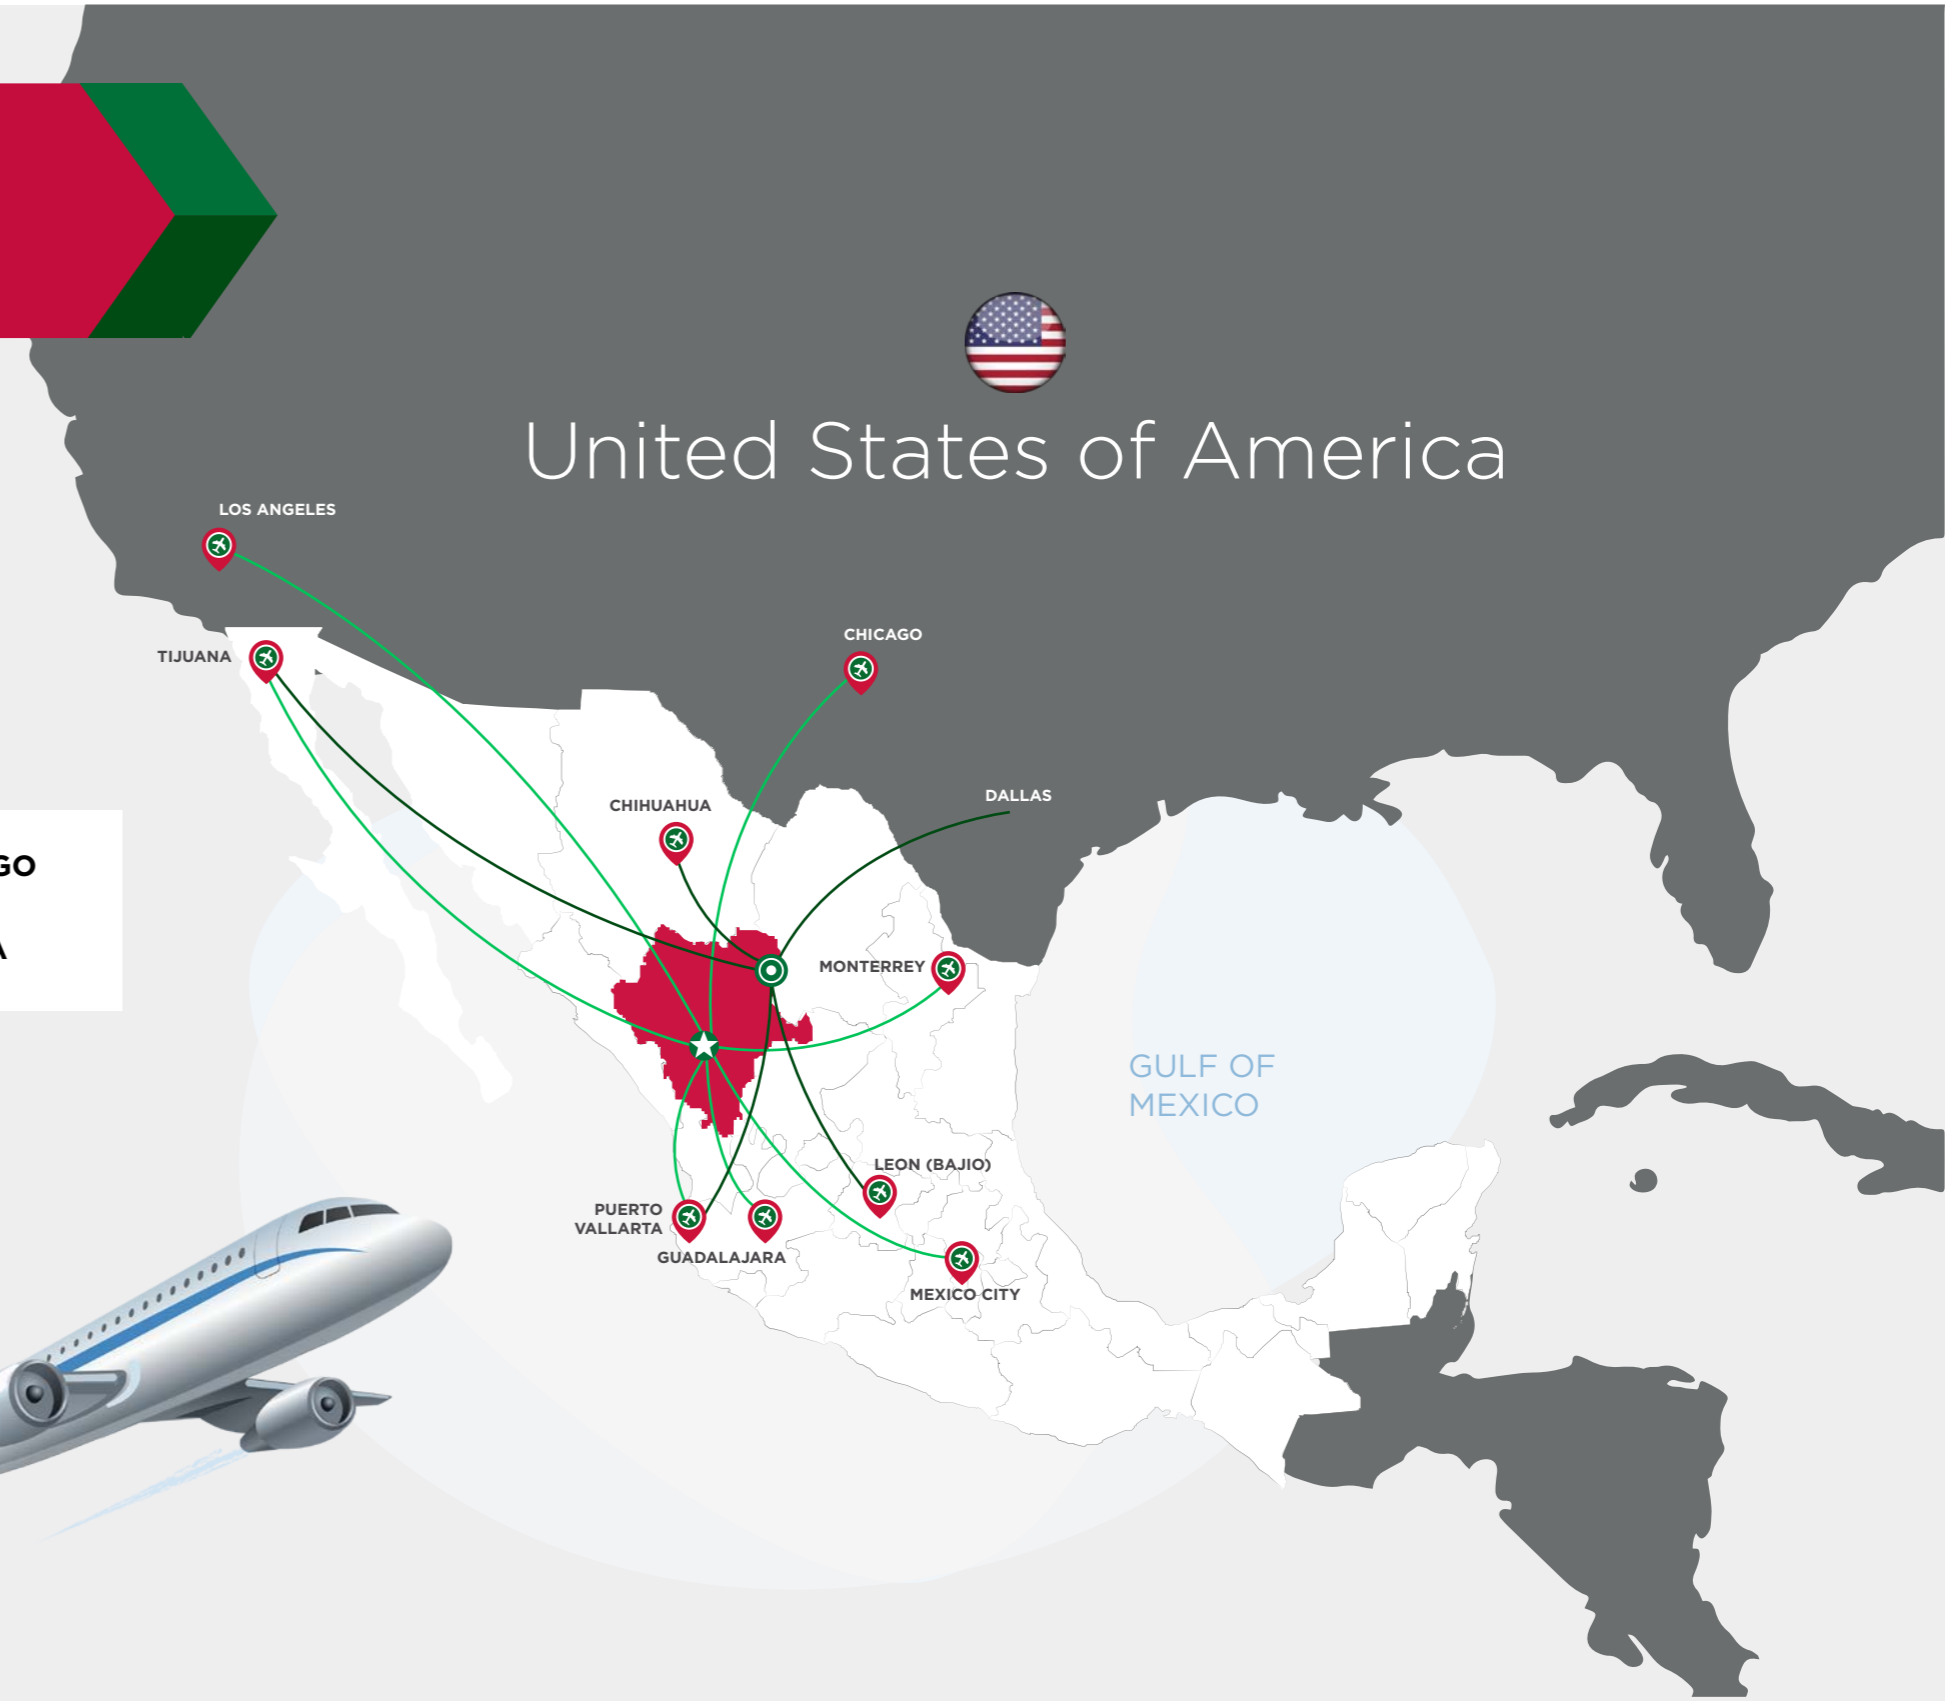 United States of America
LOS ANGELES
CHICAGO
TIJUANA
CHIHUAHUA
DALLAS
GO
A
MONTERREY
GULF OF
MEXICO
LEON (BAJIO)
PUERTO
VALLARTA
GUADALAJARA
MEXICO CITY